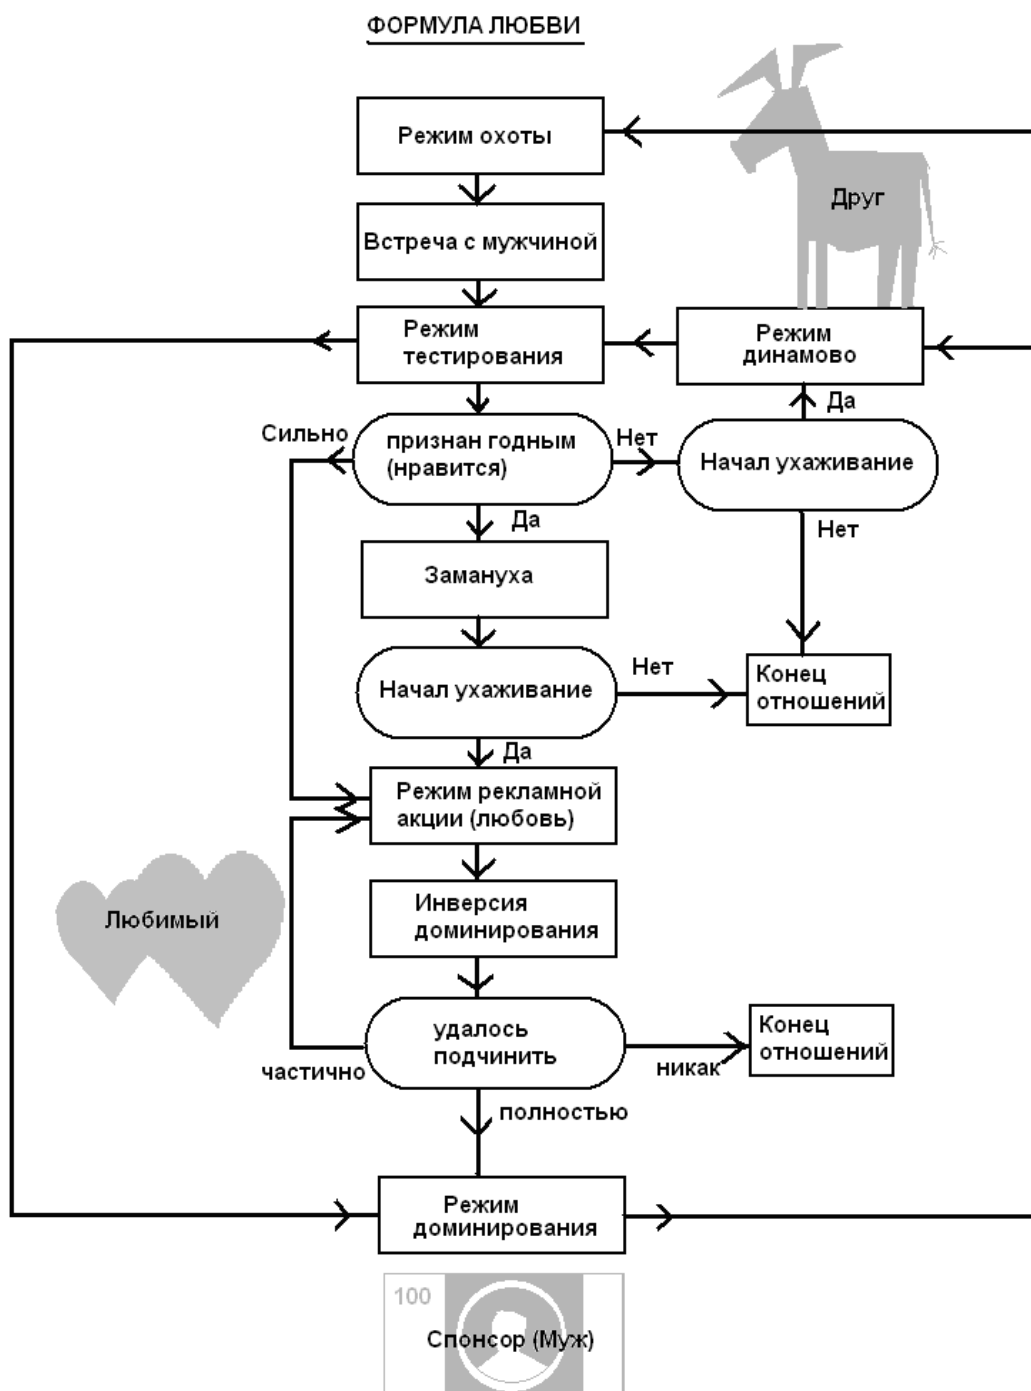 ФОРМУЛА ЛЮБВИ
Режим охоты
Друг
Встреча с мужчиной
Режим
тестирования
Режим
динамово
Да
Сильно
признан годным
(нравится)
Нет
Начал ухаживание
Да
Нет
Замануха
Начал ухаживание
Нет
Конец
отношений
Да
Режим рекламной
акции (любовь)
Любимый
Инверсия
доминирования
удалось
подчинить
частично
никак
Конец
отношений
полностью
Режим
доминирования
100
Спонсор (Муж)